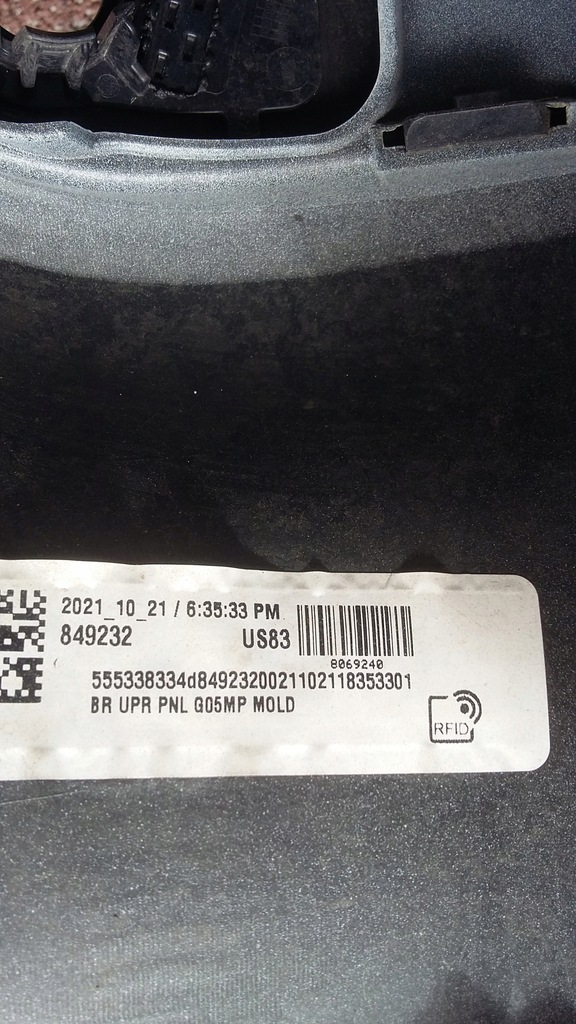 2021_10_21 / 6:35:33 PM
849232 US83
8069240
555338334d8492320021102118353301
BR UPR PNL G05MP MOLD
RFID